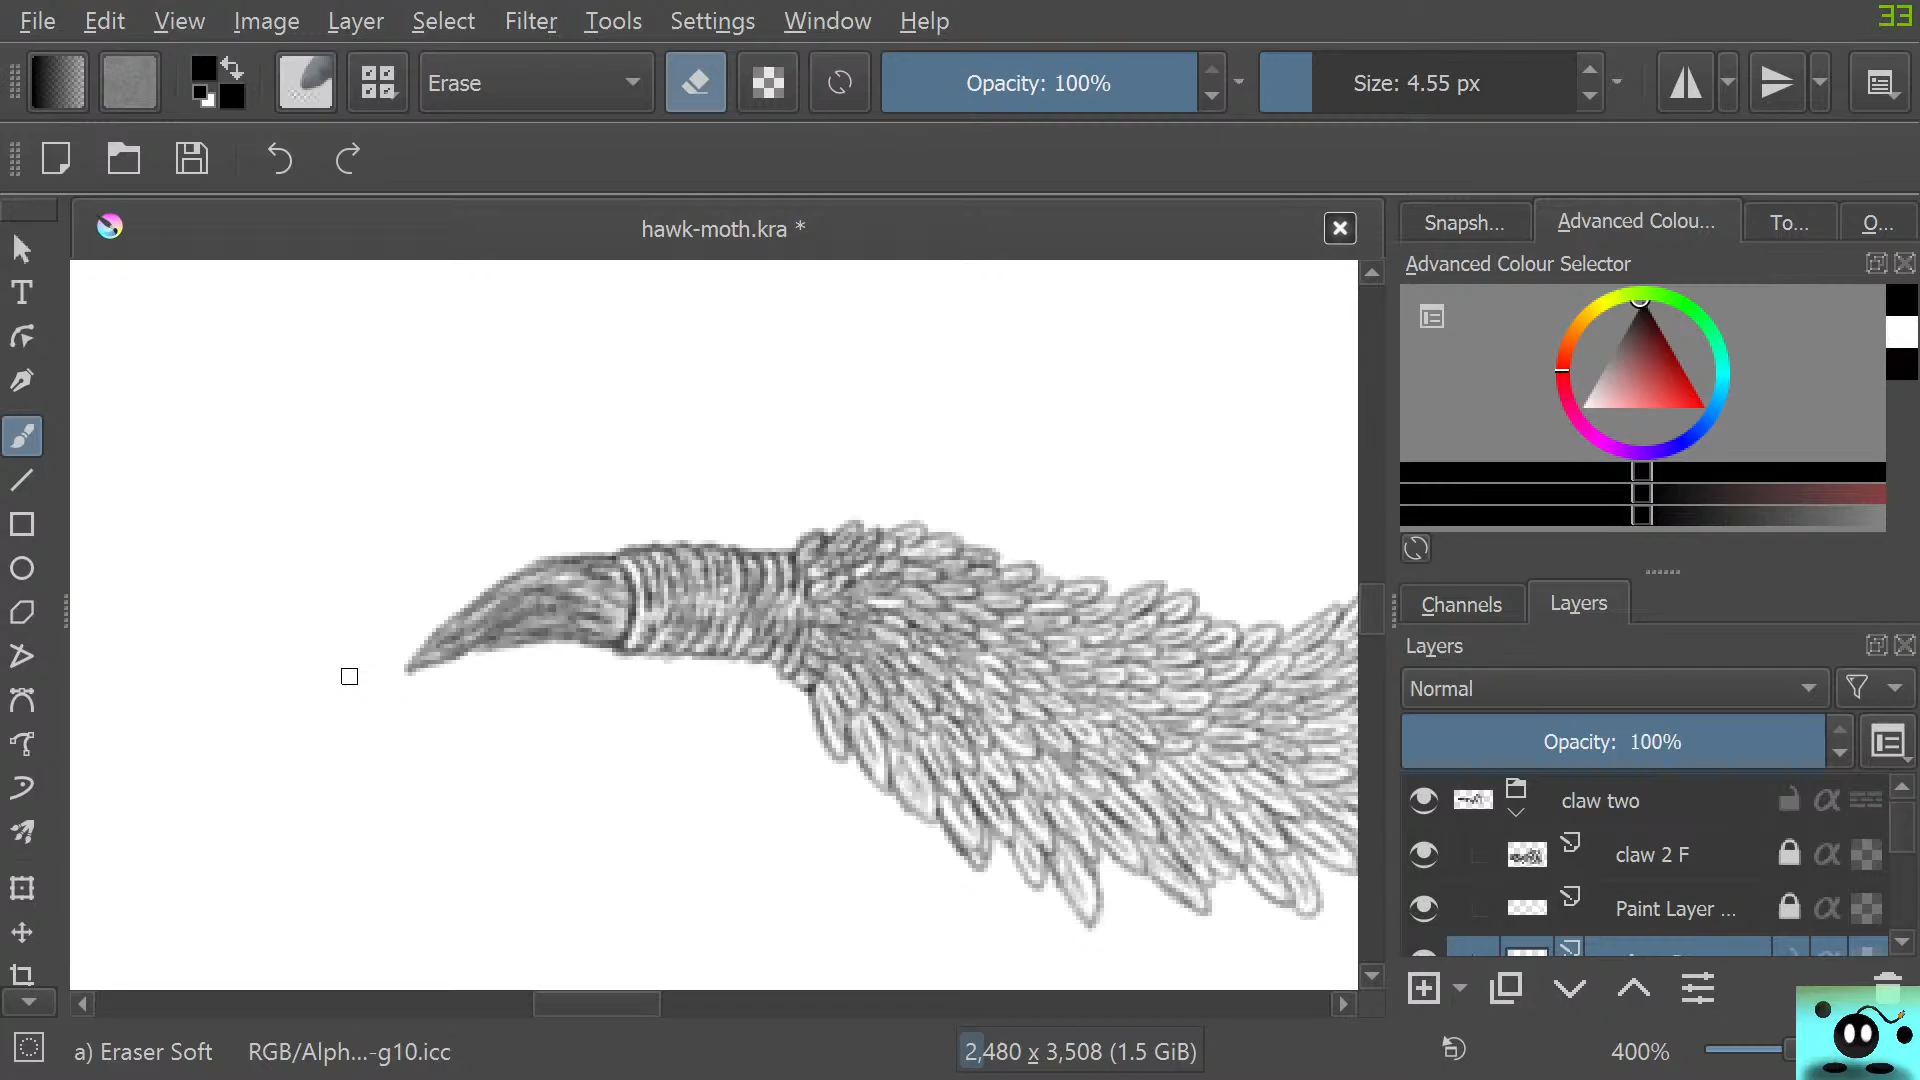 File Edit View Image Layer Select Filter Tools Settings Window Help
33
Erase
Opacity: 100%
Size: 4.55 px
hawk-moth.kra *
Snapsh...
Advanced Colou...
To...
O...
Advanced Colour Selector
Channels
Layers
Layers
Normal
Opacity: 100%
claw two
claw 2 F
Paint Layer ...
a) Eraser Soft
RGB/Alph...-g10.icc
2,480 x 3,508 (1.5 GiB)
400%